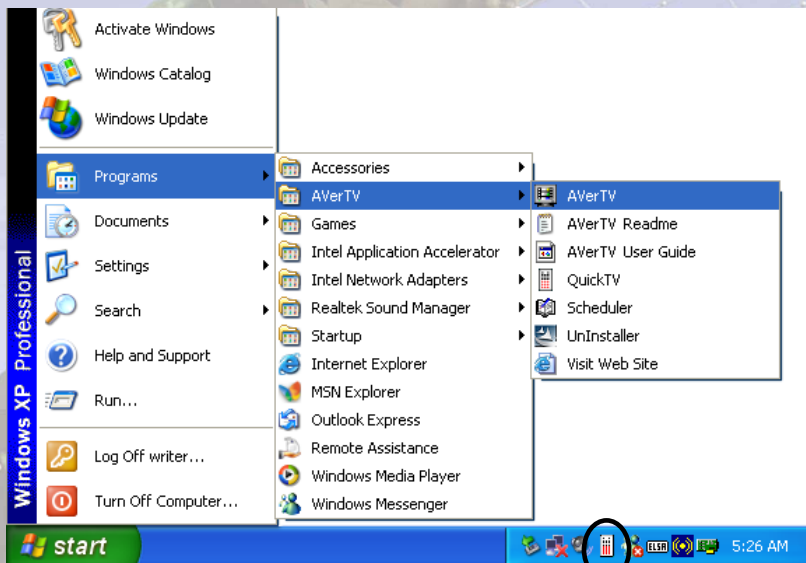 Activate Windows
Windows Catalog
Windows Update
Programs
Documents
Settings
Search
Help and Support
Run...
Log Off writer...
Turn Off Computer...
Windows XP Professional
Accessories
AVerTV
Games
Intel Application Accelerator
Intel Network Adapters
Realtek Sound Manager
Startup
Internet Explorer
MSN Explorer
Outlook Express
Remote Assistance
Windows Media Player
Windows Messenger
AVerTV
AVerTV Readme
AVerTV User Guide
QuickTV
Scheduler
UnInstaller
Visit Web Site
start
ELSA
5:26 AM